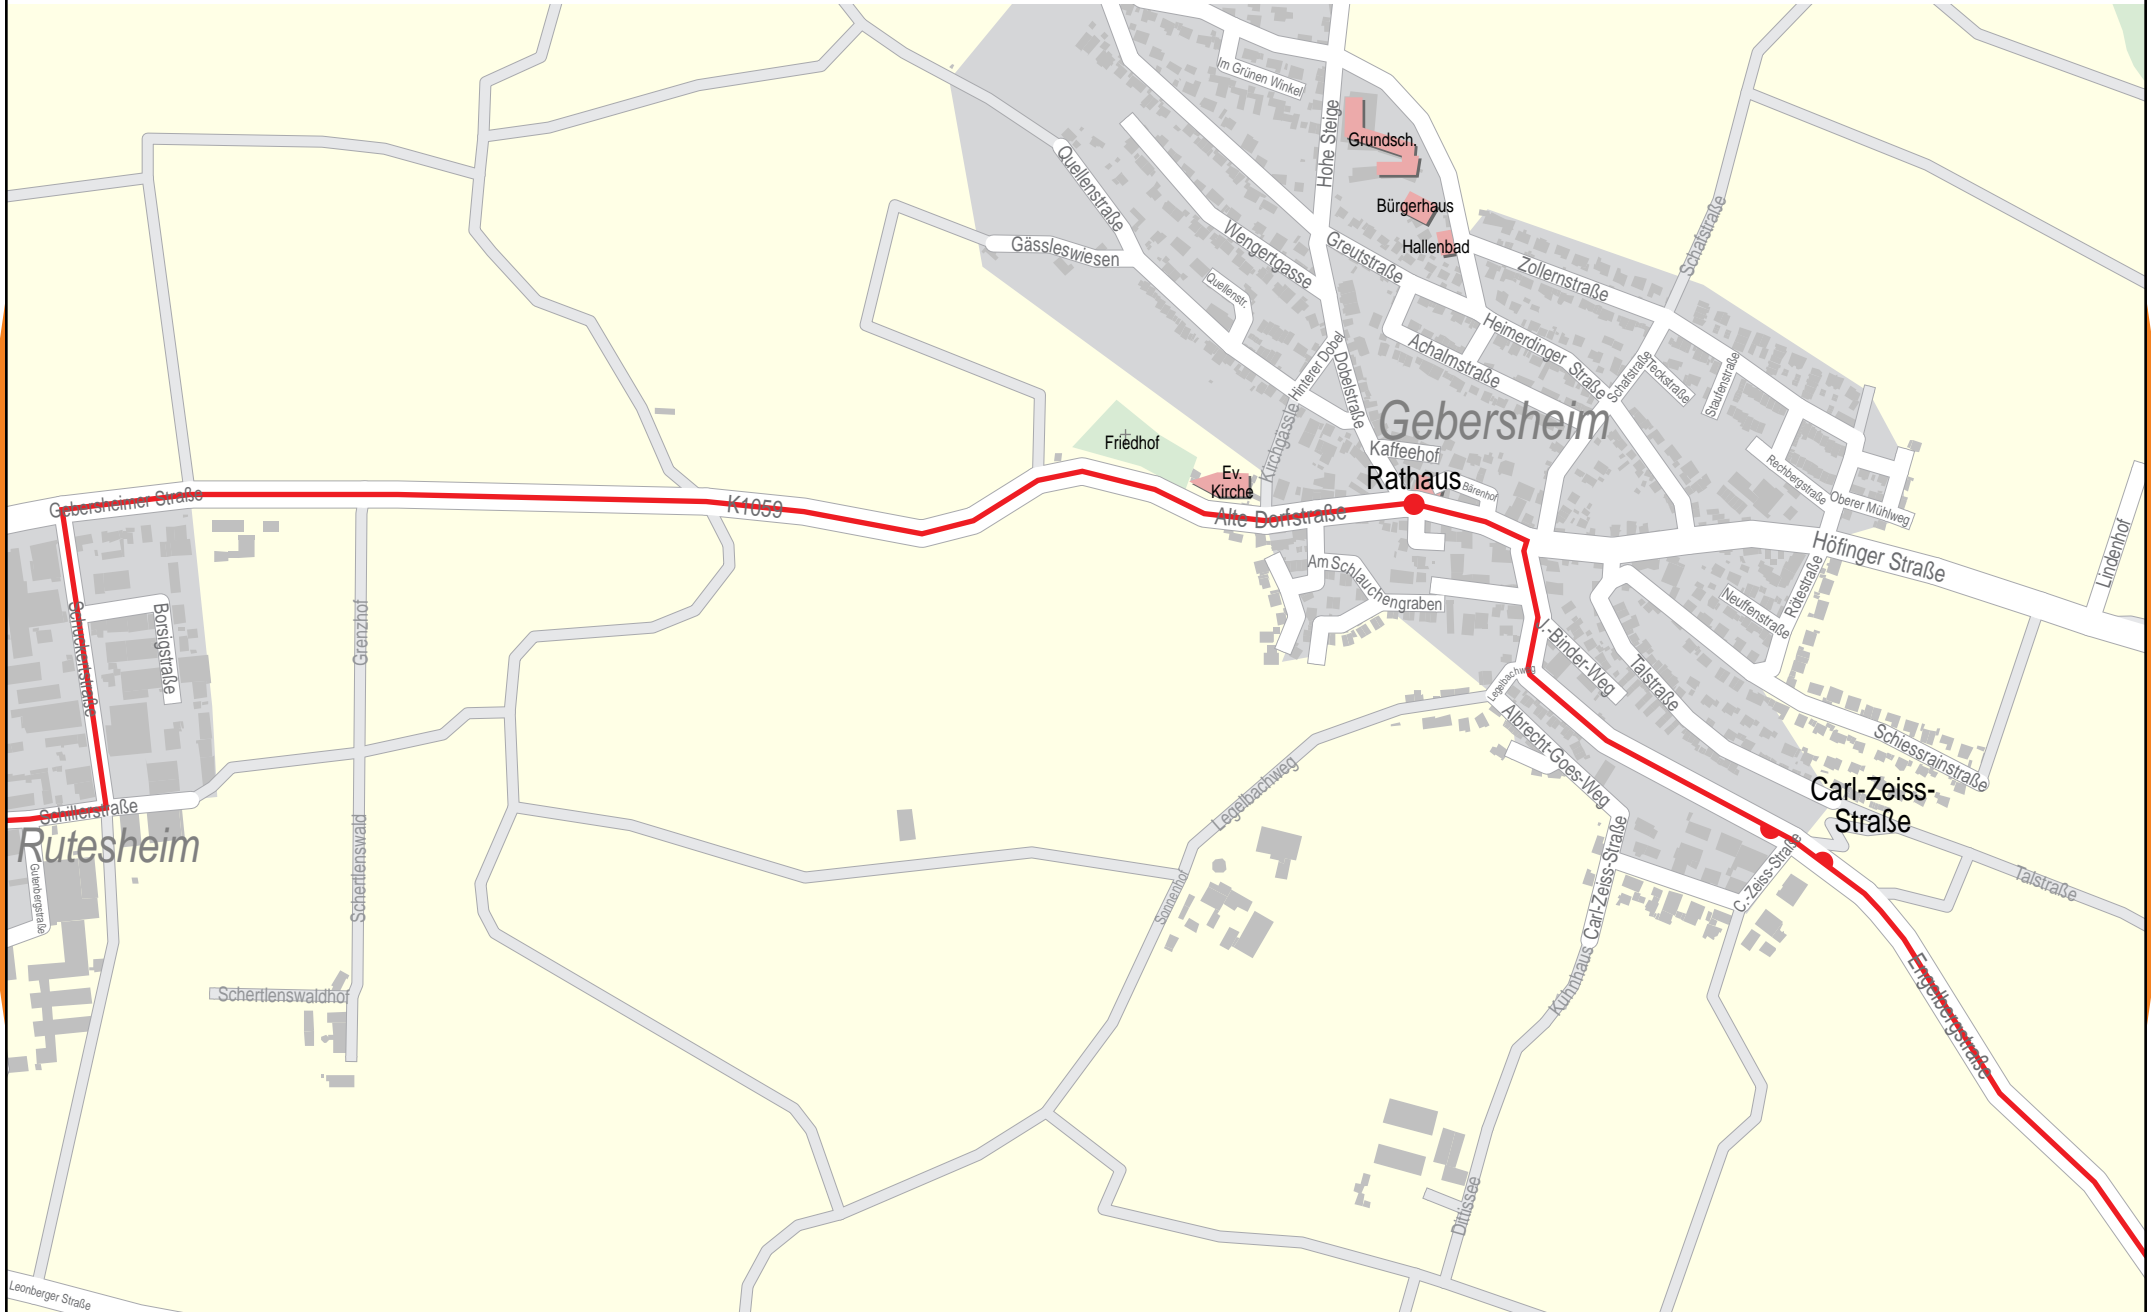 Im Grünen Winkel
Hohe Steige
Grundsch.
Quellenstraße
Bürgerhaus
Gässleswiesen
Wengertgasse
Greutstraße
Hallenbad
Schafstraße
Zollernstraße
Quellenstr.
Heimerdinger Straße
Hinterer Dobel
Dobelstraße
Achalmstraße
Schafstraße
Teckstraße
Staufenstraße
Gebersheim
Friedhof
Kirchgässle
Kaffeehof
Ev.
Kirche
Rathaus
Bärenhof
Rechbergstraße
Oberer Mühlweg
Gebersheimer Straße
K1059
Alte Dorfstraße
Höfinger Straße
Lindenhof
Am Schlauchengraben
Rötestraße
Neuffenstraße
Schuckertstraße
Borsigstraße
Grenzhof
J.-Binder-Weg
Talstraße
Legelbachweg
Albrecht-Goes-Weg
Schiessrainstraße
Legelbachweg
Carl-Zeiss-
Straße
Schillerstraße
Rutesheim
Gutenbergstraße
Schertlenswald
Sonnenhof
Carl-Zeiss-Straße
C.-Zeiss-Straße
Talstraße
Kühnhaus
Engelbergstraße
Schertlenswaldhof
Dittissee
Leonberger Straße